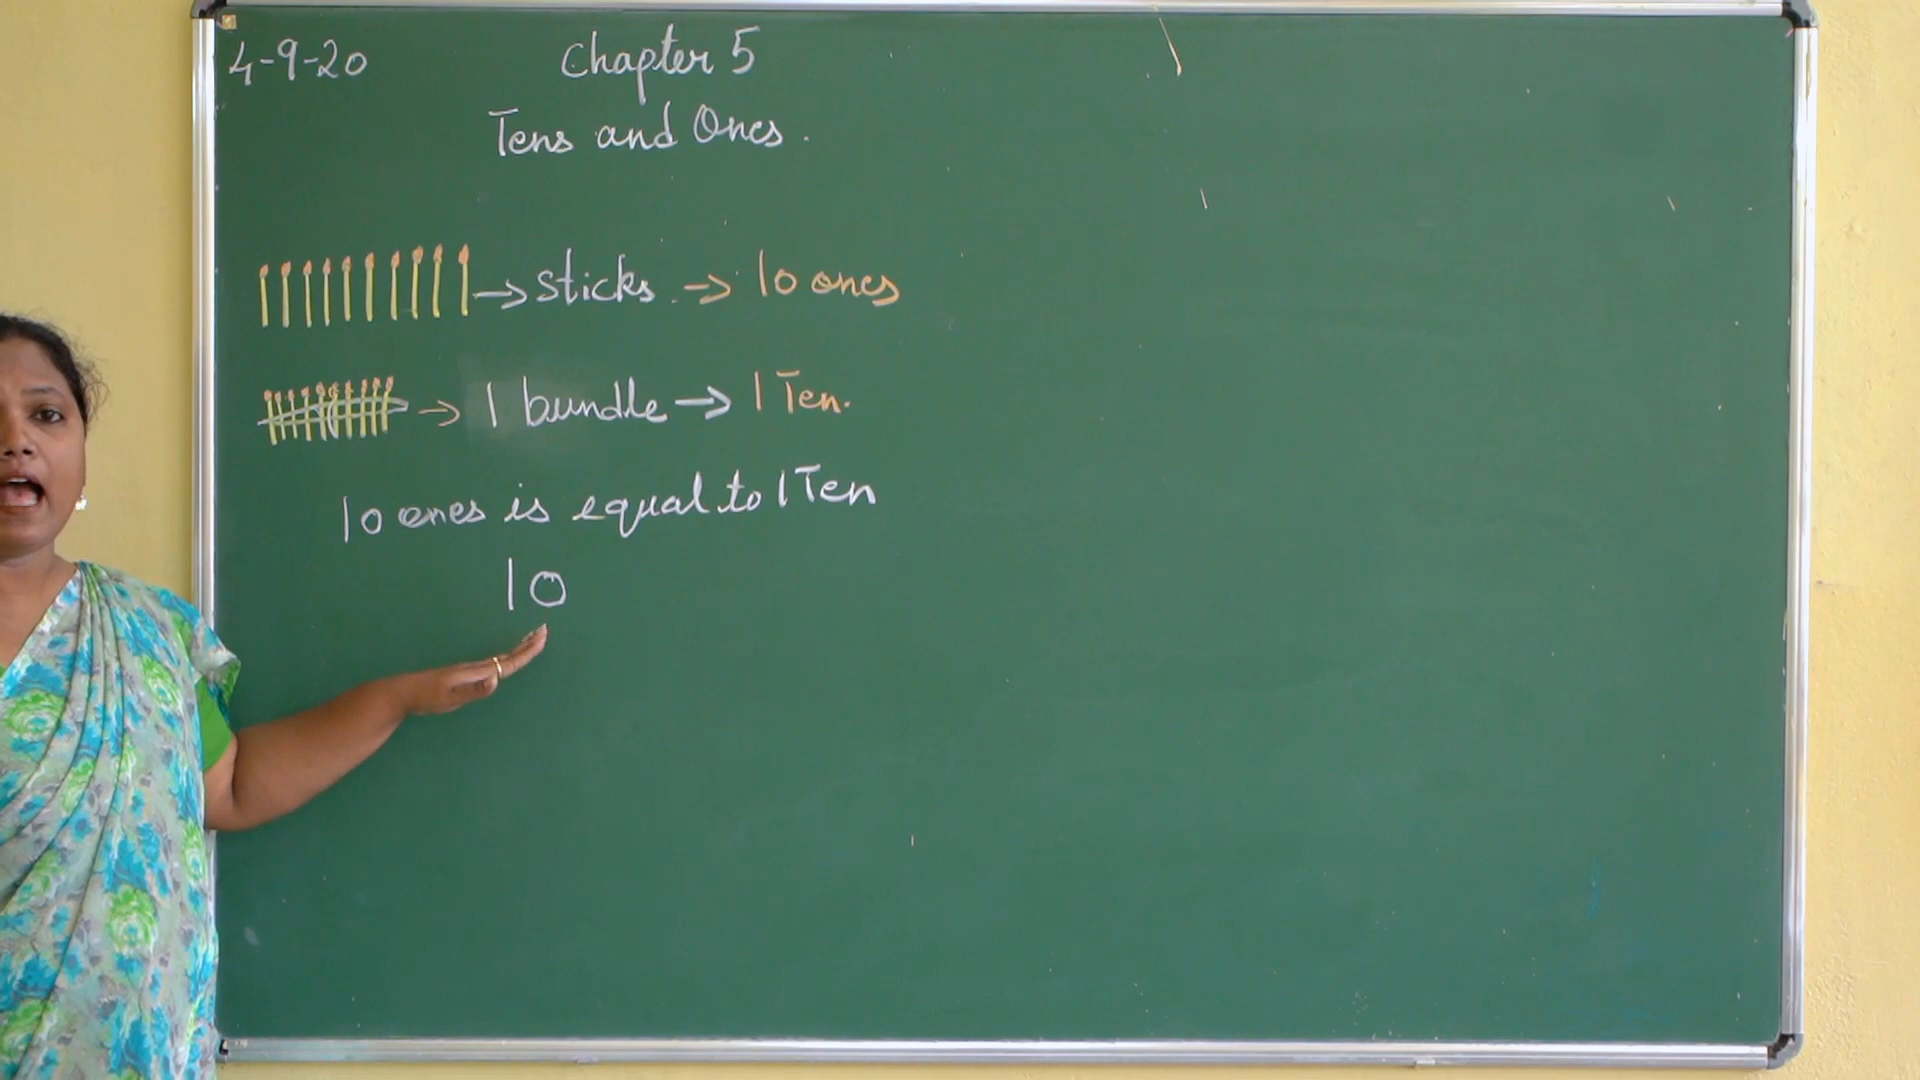 4-9-20
Chapter 5
Tens and Ones.
→ sticks → 10 ones
→ 1 bundle → 1 Ten.
10 ones is equal to 1 Ten
10